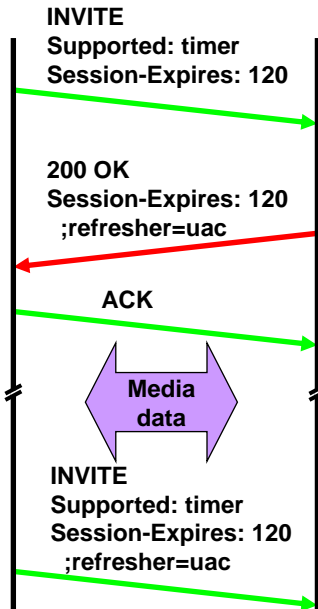 INVITE
Supported: timer
Session-Expires: 120
200 OK
Session-Expires: 120
;refresher=uac
ACK
Media
data
INVITE
Supported: timer
Session-Expires: 120
;refresher=uac